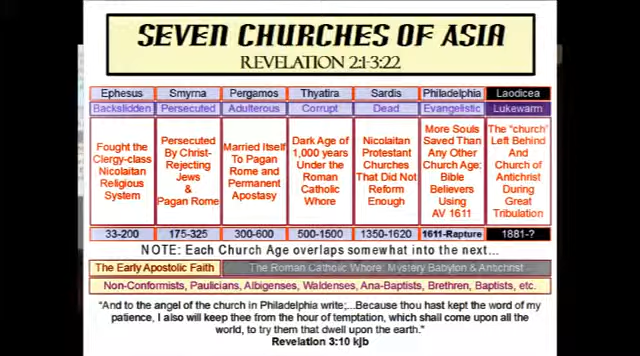 SEVEN CHURCHES OF ASIA
REVELATION 2:1-3:22
Ephesus Smyrna Pergamos Thyatira Sardis Philadelphia Laodicea
Backslidden Persecuted Adulterous Corrupt Dead Evangelistic Lukewarm
Fought the
Clergy-class
Nicolaitan
Religious
System
Persecuted
By Christ-
Rejecting
Jews
&
Pagan Rome
Married Itself
To Pagan
Rome and
Permanent
Apostasy
Dark Age of
1,000 years
Under the
Roman
Catholic
Whore
Nicolaitan
Protestant
Churches
That Did Not
Reform
Enough
More Souls
Saved Than
Any Other
Church Age:
Bible
Believers
Using
AV 1611
The "church"
Left Behind
And
Church of
Antichrist
During
Great
Tribulation
33-200 175-325 300-600 500-1500 1350-1620 1611-Rapture 1881-?
NOTE: Each Church Age overlaps somewhat into the next...
The Early Apostolic Faith The Roman Catholic Whore: Mystery Babylon & Antichrist
Non-Conformists, Paulicians, Albigenses, Waldenses, Ana-Baptists, Brethren, Baptists, etc.
"And to the angel of the church in Philadelphia write;...Because thou hast kept the word of my
patience, I also will keep thee from the hour of temptation, which shall come upon all the
world, to try them that dwell upon the earth."
Revelation 3:10 kjb